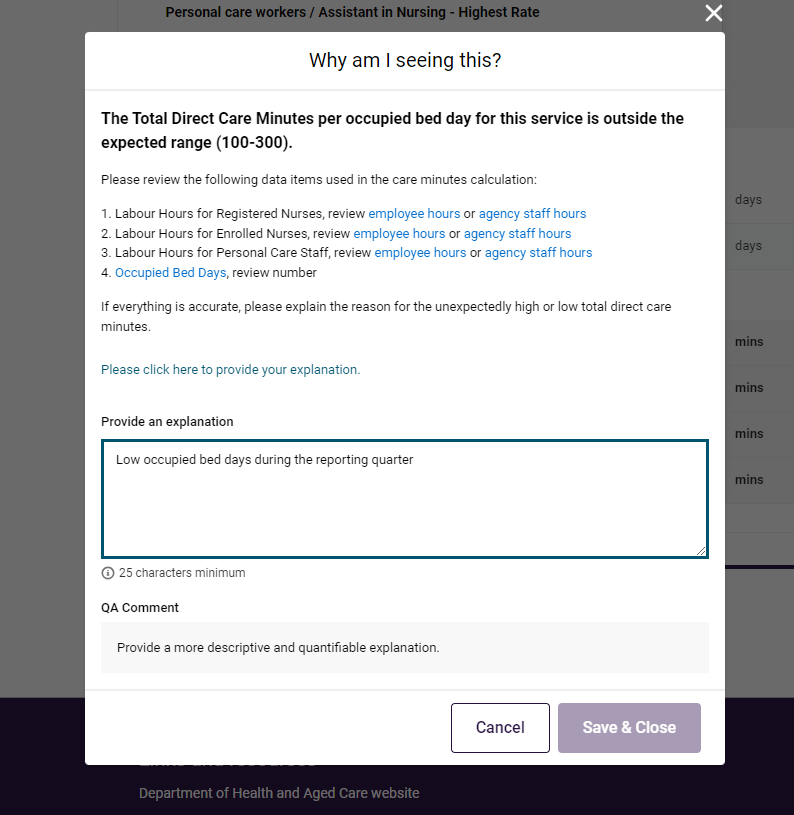 Personal care workers / Assistant in Nursing - Highest Rate
Why am I seeing this?
The Total Direct Care Minutes per occupied bed day for this service is outside the
expected range (100-300).
Please review the following data items used in the care minutes calculation:
1. Labour Hours for Registered Nurses, review employee hours or agency staff hours
2. Labour Hours for Enrolled Nurses, review employee hours or agency staff hours
3. Labour Hours for Personal Care Staff, review employee hours or agency staff hours
4. Occupied Bed Days, review number
If everything is accurate, please explain the reason for the unexpectedly high or low total direct care
minutes.
Please click here to provide your explanation.
Provide an explanation
Low occupied bed days during the reporting quarter
25 characters minimum
QA Comment
Provide a more descriptive and quantifiable explanation.
Cancel
Save & Close
days
days
mins
mins
mins
mins
Department of Health and Aged Care website